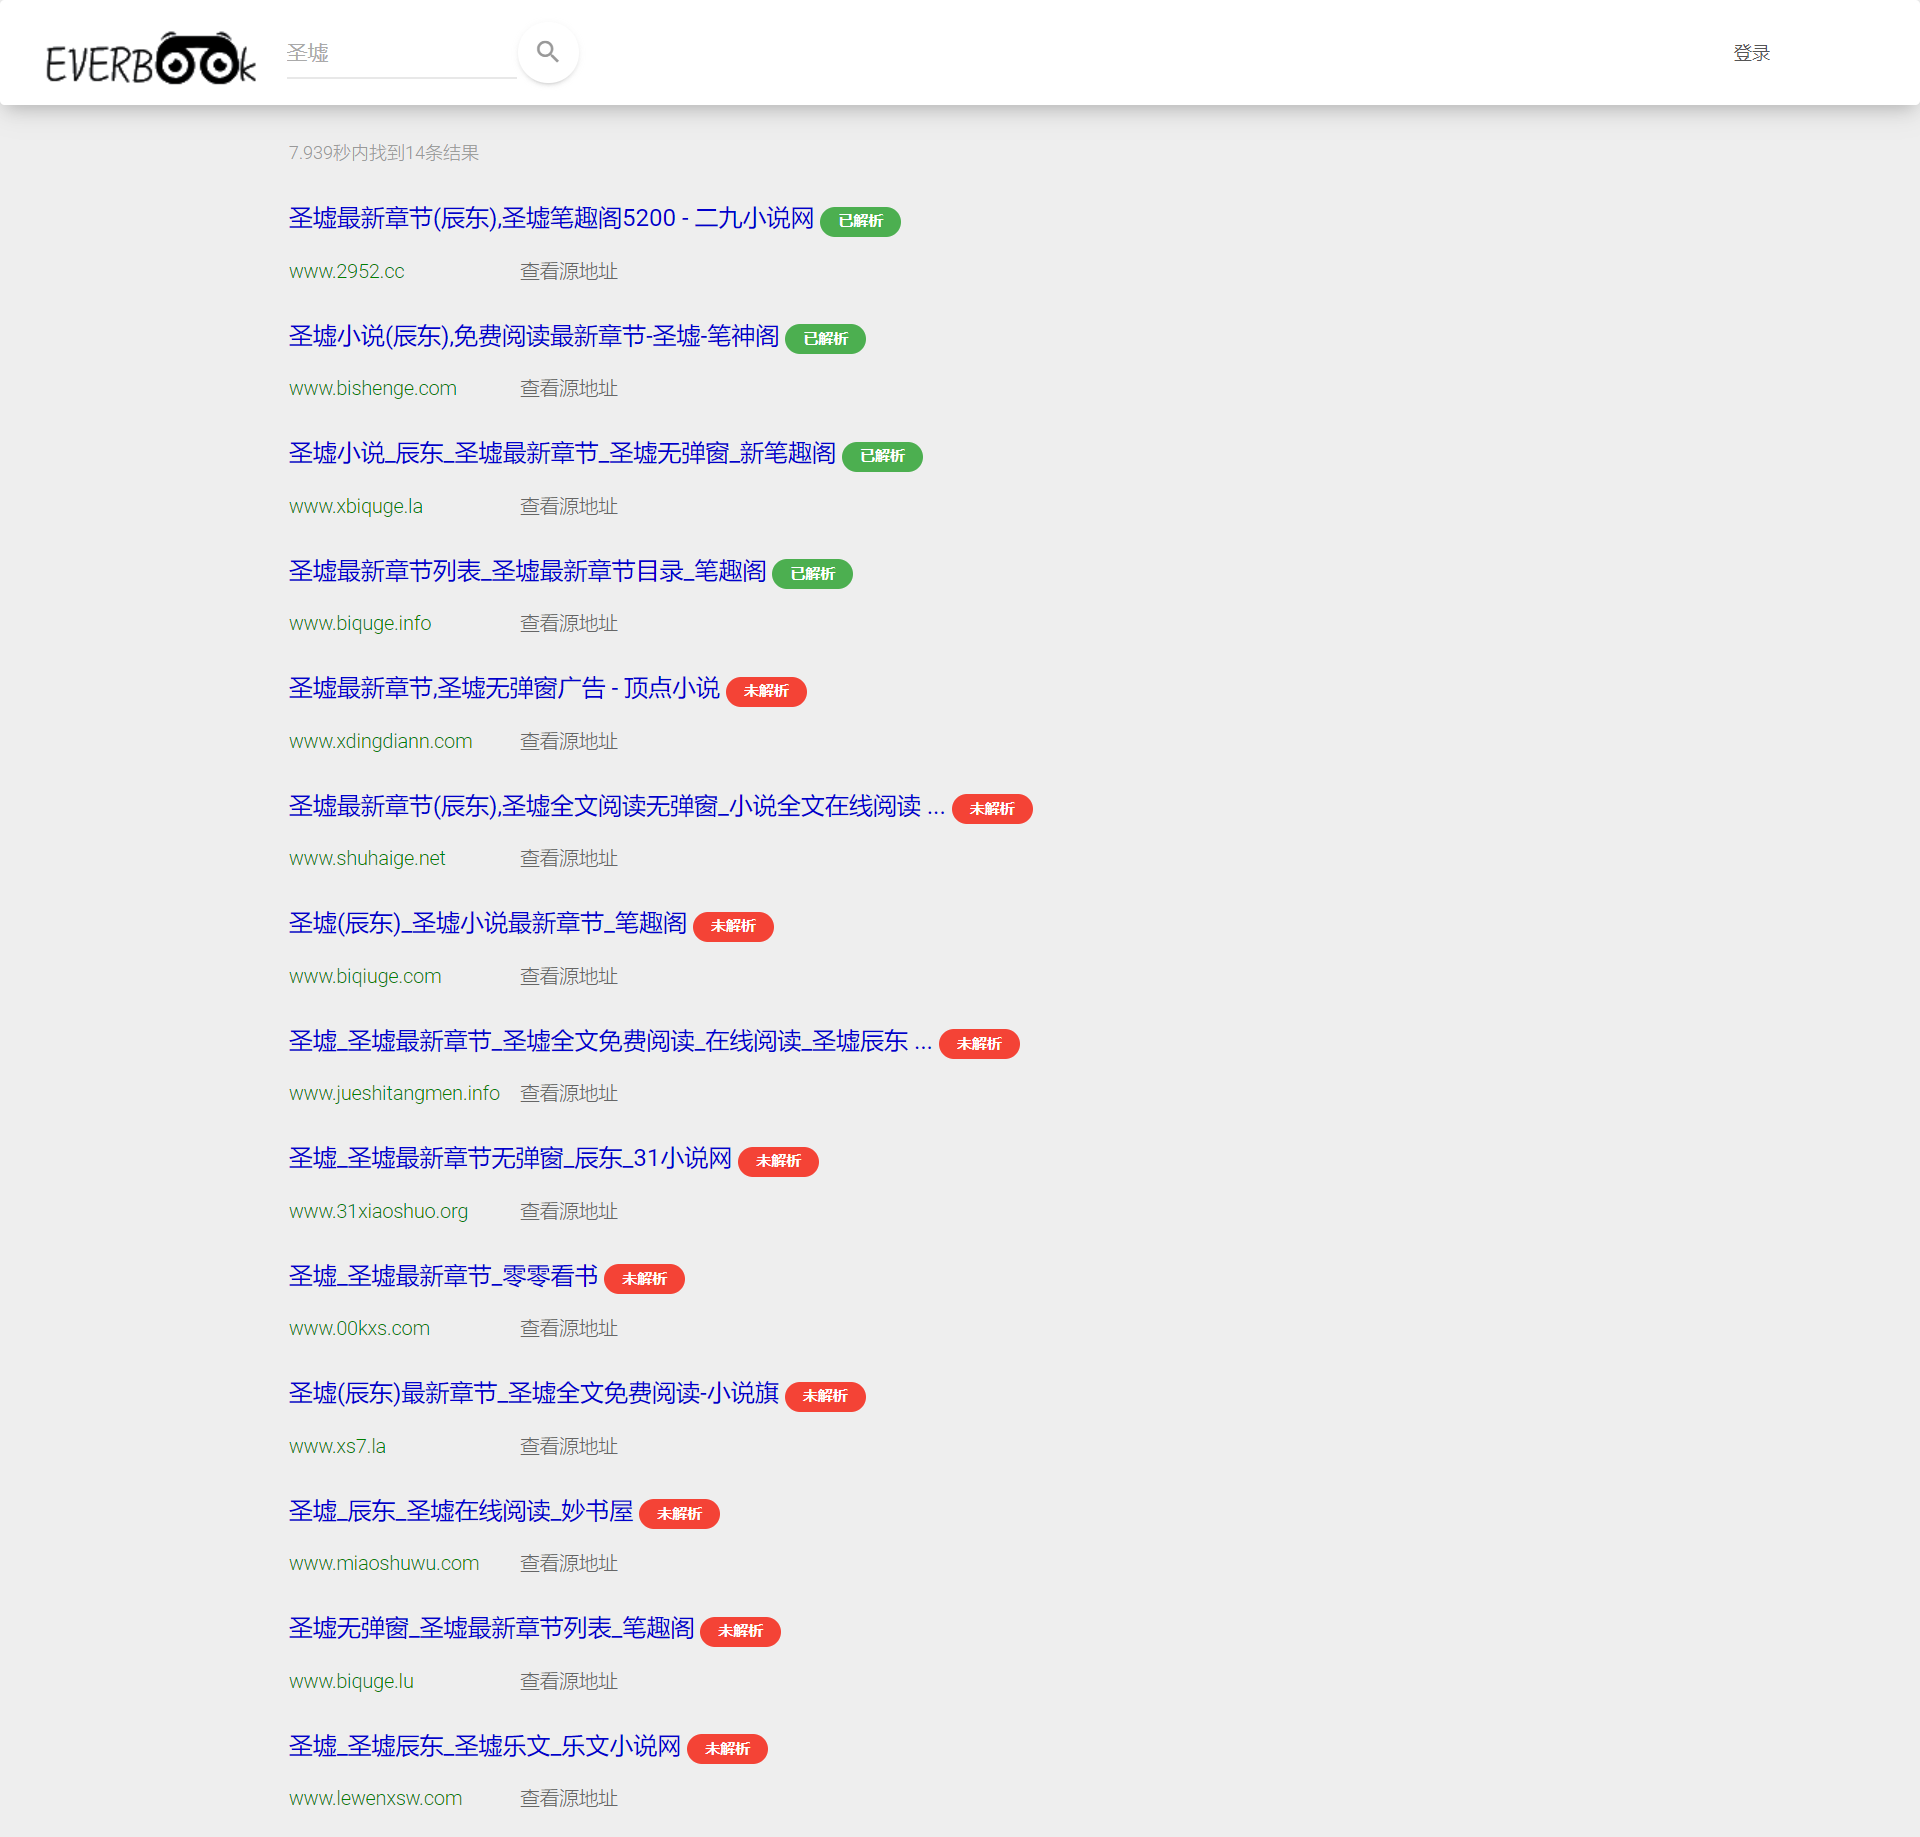 EVERBOOk 圣墟 登录
7.939秒内找到14条结果
圣墟最新章节(辰东),圣墟笔趣阁5200 - 二九小说网 已解析
www.2952.cc 查看源地址
圣墟小说(辰东),免费阅读最新章节-圣墟-笔神阁 已解析
www.bishenge.com 查看源地址
圣墟小说_辰东_圣墟最新章节_圣墟无弹窗_新笔趣阁 已解析
www.xbiquge.la 查看源地址
圣墟最新章节列表_圣墟最新章节目录_笔趣阁 已解析
www.biquge.info 查看源地址
圣墟最新章节,圣墟无弹窗广告 - 顶点小说 未解析
www.xdingdiann.com 查看源地址
圣墟最新章节(辰东),圣墟全文阅读无弹窗_小说全文在线阅读 ... 未解析
www.shuhaige.net 查看源地址
圣墟(辰东)_圣墟小说最新章节_笔趣阁 未解析
www.biqiuge.com 查看源地址
圣墟_圣墟最新章节_圣墟全文免费阅读_在线阅读_圣墟辰东 ... 未解析
www.jueshitangmen.info 查看源地址
圣墟_圣墟最新章节无弹窗_辰东_31小说网 未解析
www.31xiaoshuo.org 查看源地址
圣墟_圣墟最新章节_零零看书 未解析
www.00kxs.com 查看源地址
圣墟(辰东)最新章节_圣墟全文免费阅读-小说旗 未解析
www.xs7.la 查看源地址
圣墟_辰东_圣墟在线阅读_妙书屋 未解析
www.miaoshuwu.com 查看源地址
圣墟无弹窗_圣墟最新章节列表_笔趣阁 未解析
www.biquge.lu 查看源地址
圣墟_圣墟辰东_圣墟乐文_乐文小说网 未解析
www.lewenxsw.com 查看源地址